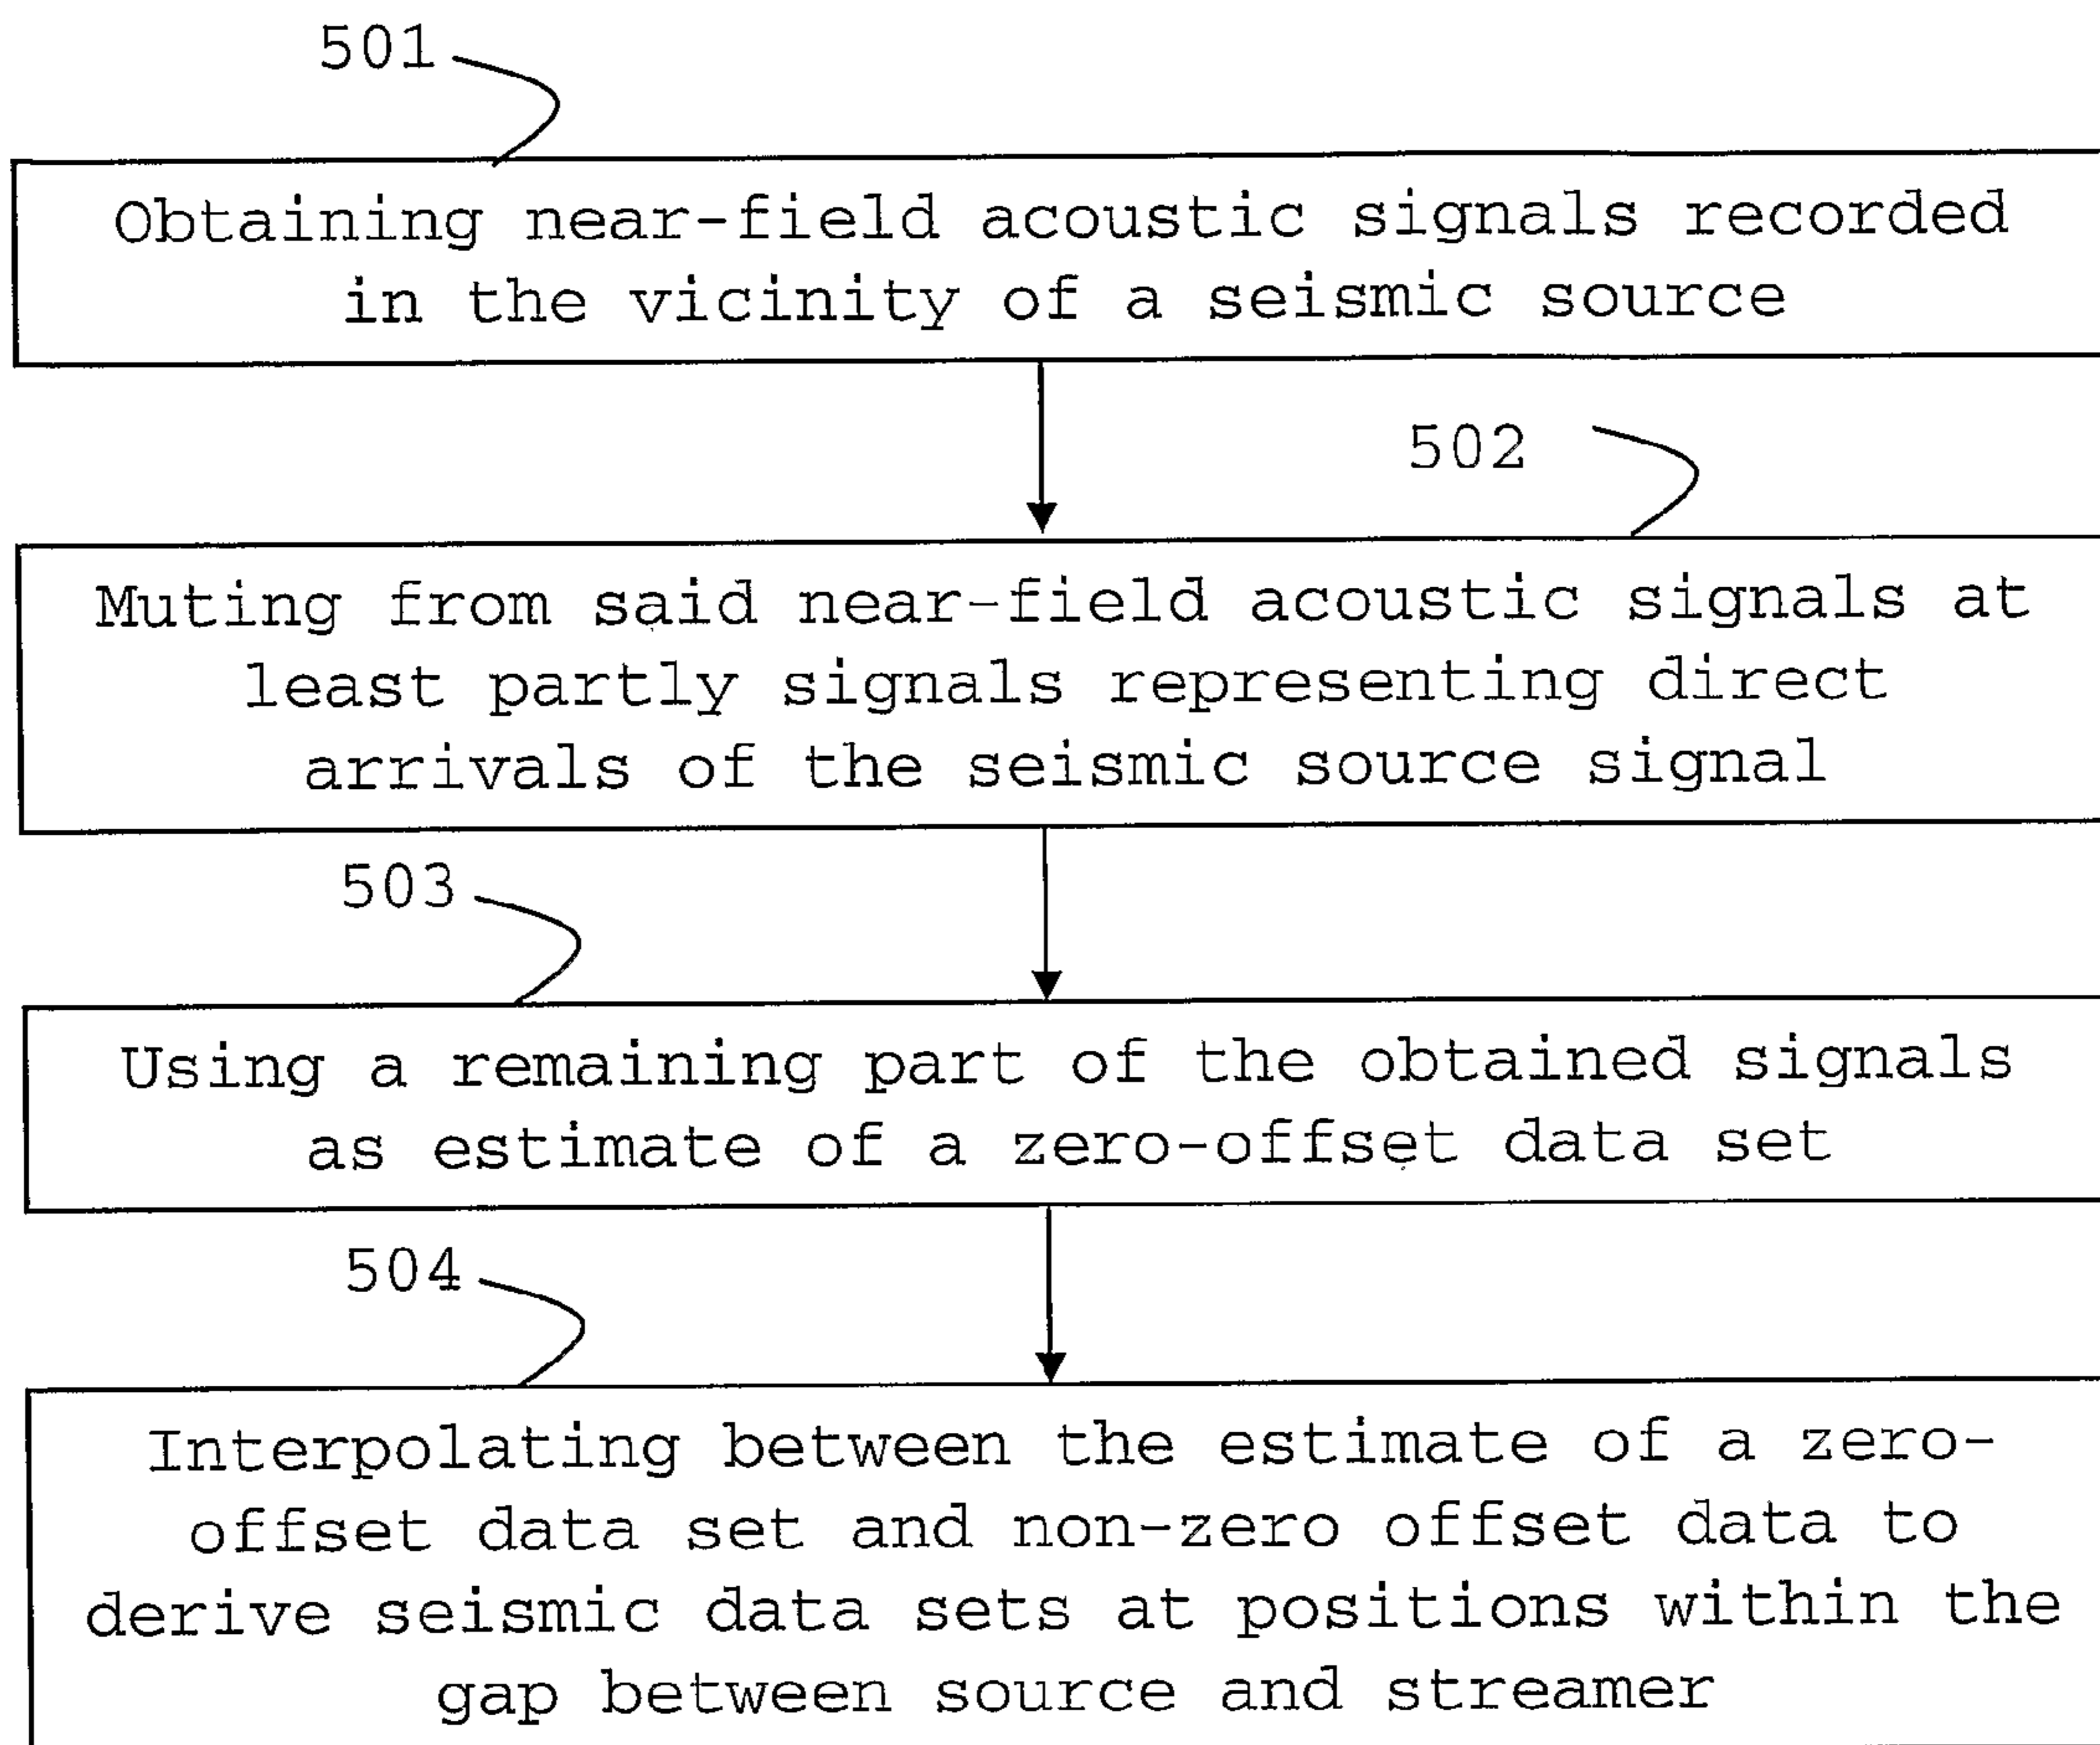 501
Obtaining near-field acoustic signals recorded
in the vicinity of a seismic source
502
Muting from said near-field acoustic signals at
least partly signals representing direct
arrivals of the seismic source signal
503
Using a remaining part of the obtained signals
as estimate of a zero-offset data set
504
Interpolating between the estimate of a zero-
offset data set and non-zero offset data to
derive seismic data sets at positions within the
gap between source and streamer